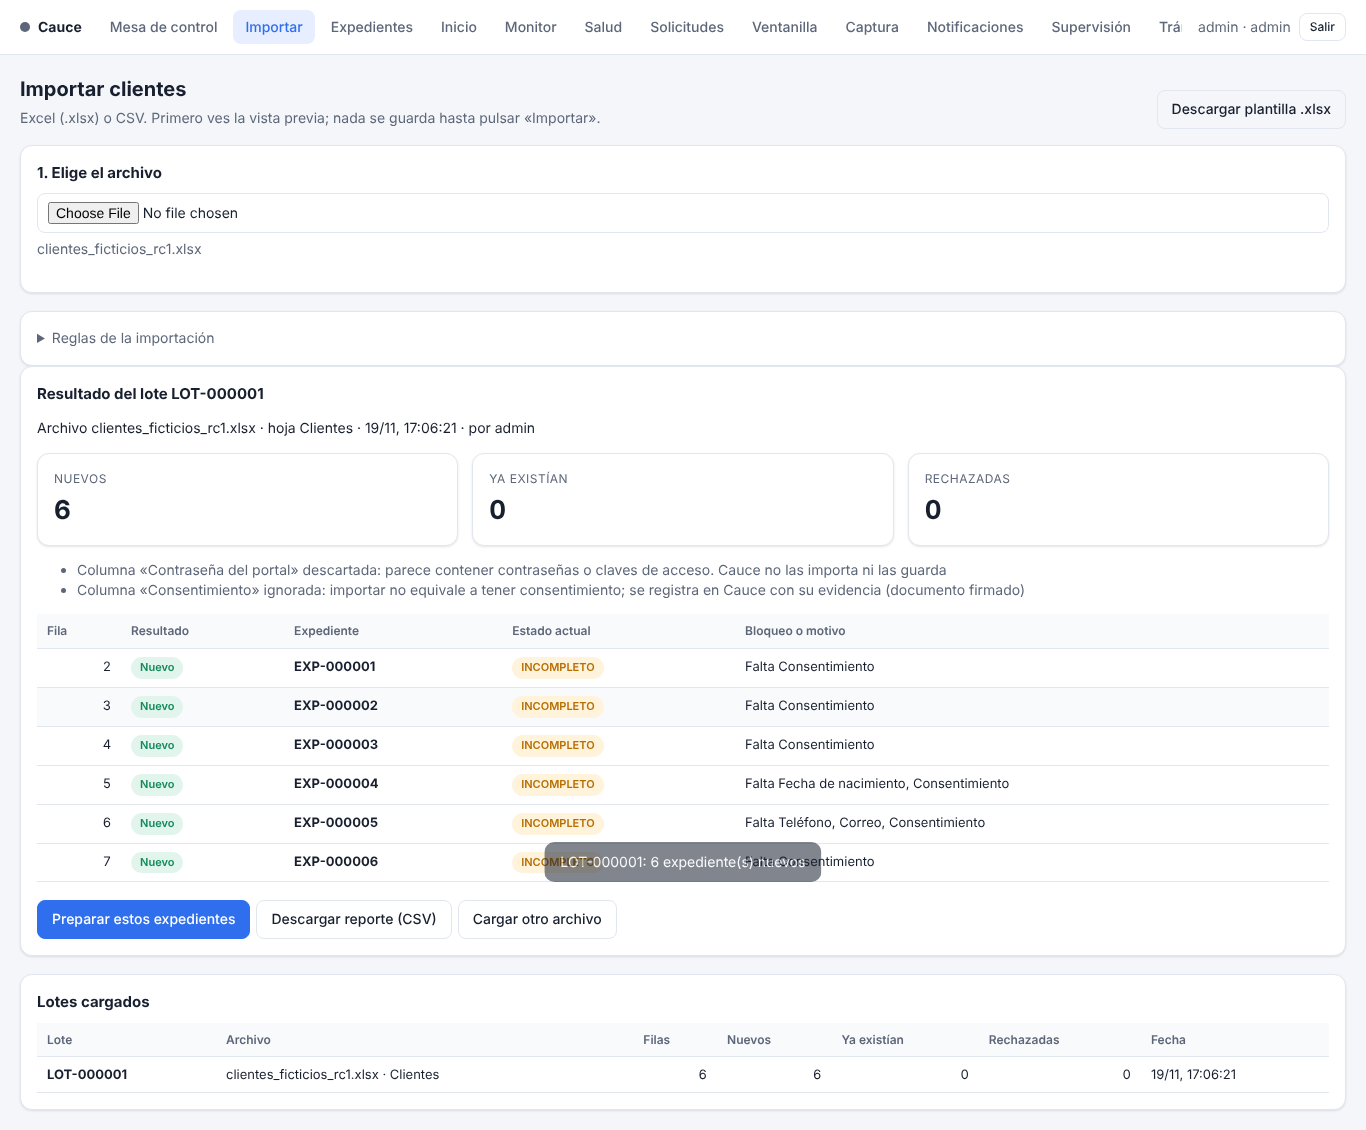 Cauce Mesa de control Importar Expedientes Inicio Monitor Salud Solicitudes Ventanilla Captura Notificaciones Supervisión Trá admin · admin Salir
Importar clientes
Excel (.xlsx) o CSV. Primero ves la vista previa; nada se guarda hasta pulsar «Importar».
Descargar plantilla .xlsx
1. Elige el archivo
Choose File No file chosen
clientes_ficticios_rc1.xlsx
Reglas de la importación
Resultado del lote LOT-000001
Archivo clientes_ficticios_rc1.xlsx · hoja Clientes · 19/11, 17:06:21 · por admin
NUEVOS YA EXISTÍAN RECHAZADAS
6 0 0
Columna «Contraseña del portal» descartada: parece contener contraseñas o claves de acceso. Cauce no las importa ni las guarda
Columna «Consentimiento» ignorada: importar no equivale a tener consentimiento; se registra en Cauce con su evidencia (documento firmado)
Fila Resultado Expediente Estado actual Bloqueo o motivo
2 Nuevo EXP-000001 INCOMPLETO Falta Consentimiento
3 Nuevo EXP-000002 INCOMPLETO Falta Consentimiento
4 Nuevo EXP-000003 INCOMPLETO Falta Consentimiento
5 Nuevo EXP-000004 INCOMPLETO Falta Fecha de nacimiento, Consentimiento
6 Nuevo EXP-000005 INCOMPLETO Falta Teléfono, Correo, Consentimiento
7 Nuevo EXP-000006 INCOMPLETO Falta Consentimiento
LOT-000001: 6 expediente(s) nuevos
Preparar estos expedientes Descargar reporte (CSV) Cargar otro archivo
Lotes cargados
Lote Archivo Filas Nuevos Ya existían Rechazadas Fecha
LOT-000001 clientes_ficticios_rc1.xlsx · Clientes 6 6 0 0 19/11, 17:06:21